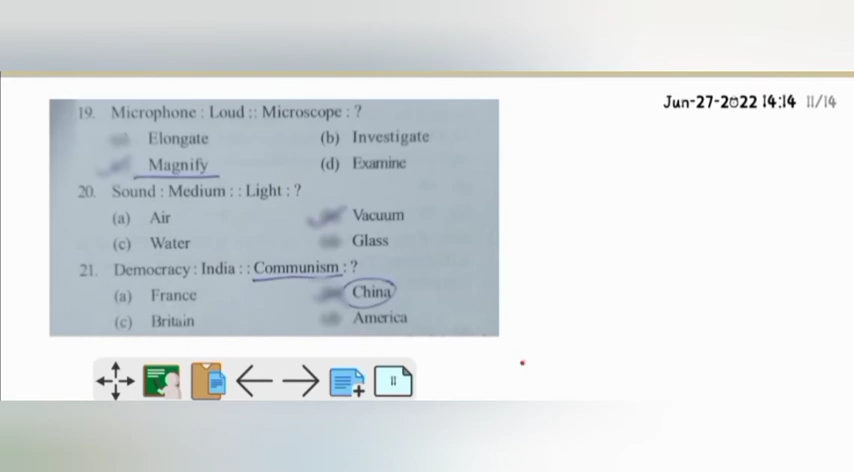 Jun-27-2022 14:14 11/14
19. Microphone : Loud :: Microscope : ?
Elongate (b) Investigate
Magnify (d) Examine
20. Sound : Medium : : Light : ?
(a) Air Vacuum
(c) Water Glass
21. Democracy : India : : Communism : ?
(a) France China
(c) Britain America
11